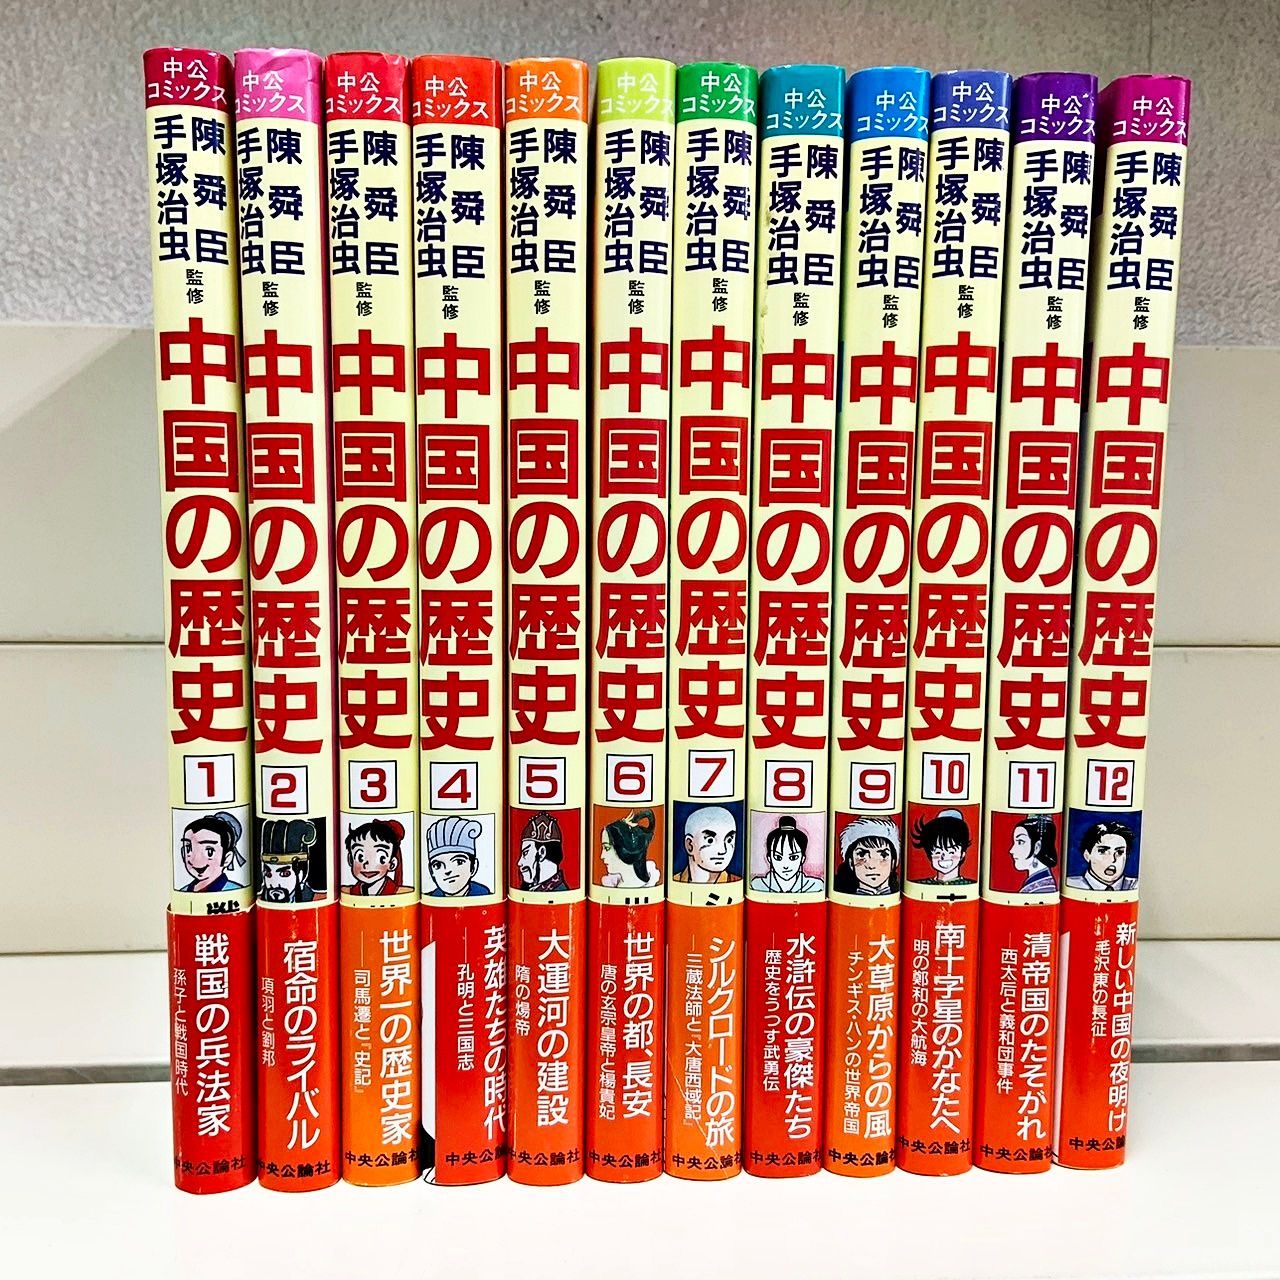 中公
コミックス
陳舜臣
手塚治虫
監修
中国の歴史
1
戦国の兵法家
―孫子と戦国時代
中公
コミックス
陳舜臣
手塚治虫
監修
中国の歴史
2
宿命のライバル
項羽と劉邦
中央公論社
中公
コミックス
陳舜臣
手塚治虫
監修
中国の歴史
3
世界一の歴史家
―司馬遷と『史記』
中央公論社
中公
コミックス
陳舜臣
手塚治虫
監修
中国の歴史
4
英雄たちの時代
―孔明と三国志
中央公論社
中公
コミックス
陳舜臣
手塚治虫
監修
中国の歴史
5
大運河の建設
隋の煬帝
中央公論社
中公
コミックス
陳舜臣
手塚治虫
監修
中国の歴史
6
世界の都、長安
唐の玄宗皇帝と楊貴妃
中央公論社
中公
コミックス
陳舜臣
手塚治虫
監修
中国の歴史
7
シルクロードの旅
―三蔵法師と『大唐西域記』
中央公論社
中公
コミックス
陳舜臣
手塚治虫
監修
中国の歴史
8
水滸伝の豪傑たち
―歴史をうつす武勇伝
中央公論社
中公
コミックス
陳舜臣
手塚治虫
監修
中国の歴史
9
大草原からの風
―チンギス・ハンの世界帝国
中央公論社
中公
コミックス
陳舜臣
手塚治虫
監修
中国の歴史
10
南十字星のかなたへ
明の鄭和の大航海
中央公論社
中公
コミックス
陳舜臣
手塚治虫
監修
中国の歴史
11
清帝国のたそがれ
西太后と義和団事件
中央公論社
中公
コミックス
陳舜臣
手塚治虫
監修
中国の歴史
12
新しい中国の夜明け
毛沢東の長征
中央公論社
中央公論社